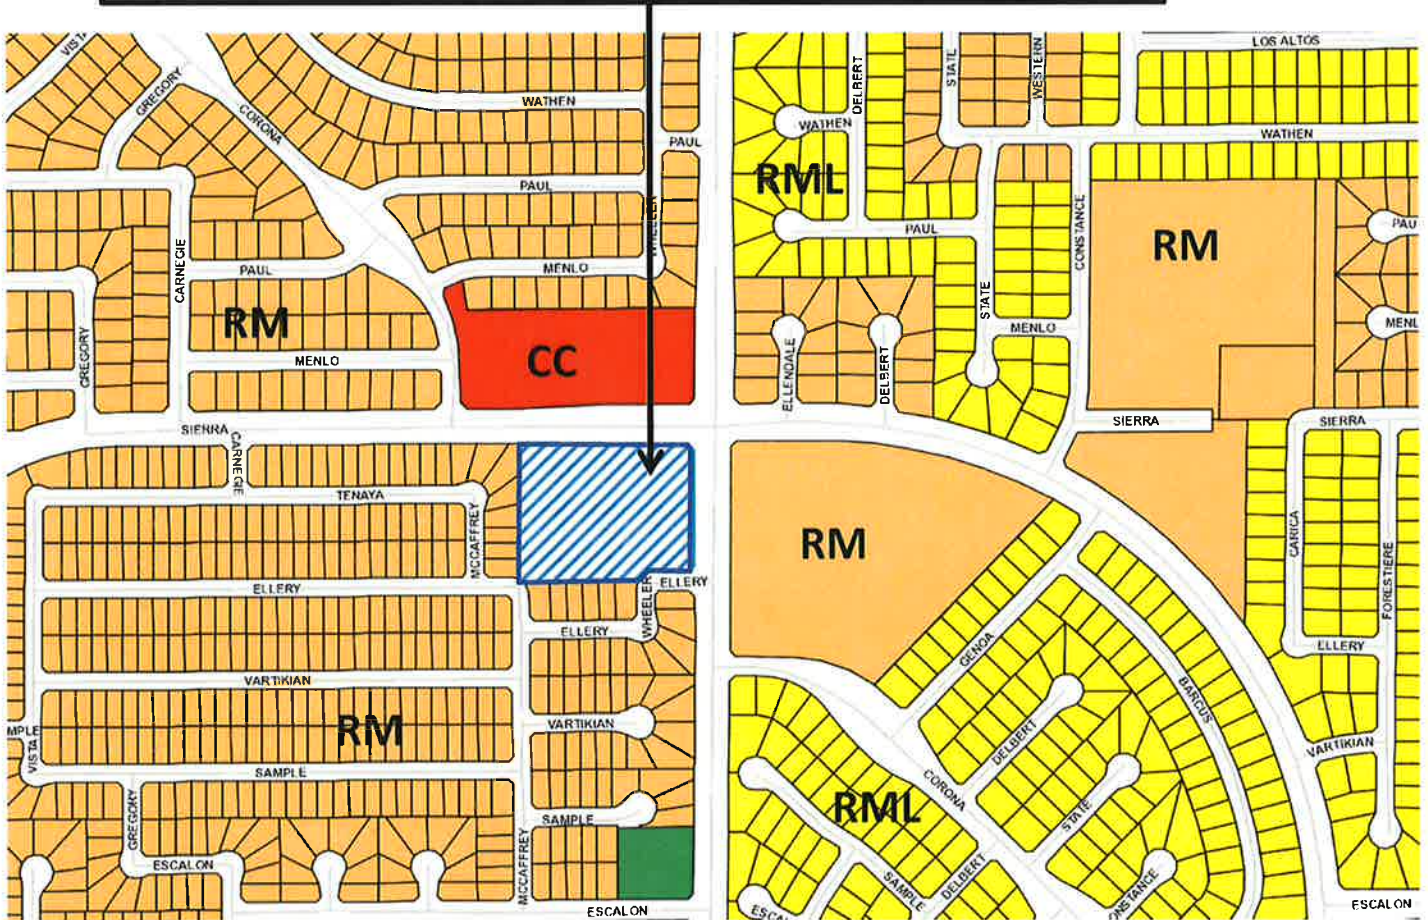 VISTA
LOS ALTOS
GREGORY
CORONA
WATHEN
DELBERT
STATE
WESTERN
WATHEN
WATHEN
PAUL
RML
PAUL
WHEELER
PAUL
CONSTANCE
RM
PAU
CARNEGIE
PAUL
MENLO
STATE
RM
MENLO
MENL
GREGORY
MENLO
CC
ELLENDALE
DELBERT
SIERRA
SIERRA
SIERRA
CARNEGIE
TENAYA
MCCAFFREY
RM
CARICA
FORESTIERE
ELLERY
ELLERY
WHEELER
ELLERY
GENOA
ELLERY
VARTIKIAN
BARCUS
MPLE
VISTA
RM
VARTIKIAN
DELBERT
VARTIKIAN
SAMPLE
CORONA
GREGORY
SAMPLE
RML
STATE
ESCALON
MCCAFFREY
SAMPLE
DELBERT
ONSTANCE
ESCALON
ESCA
ESCALON